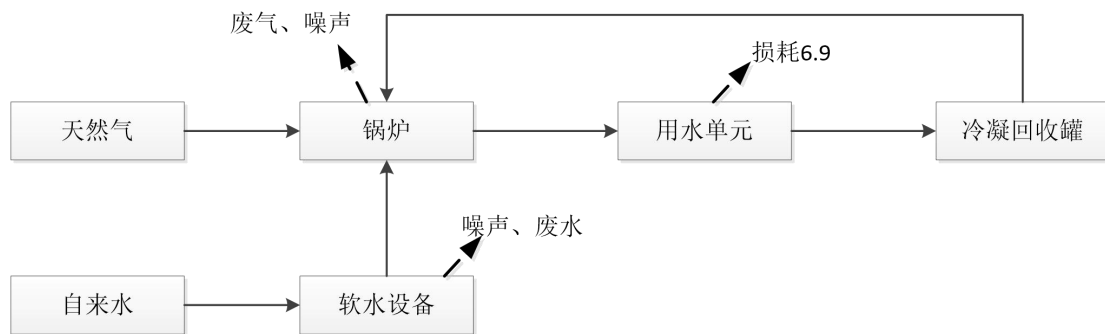 废气、噪声
损耗6.9
天然气
锅炉
用水单元
冷凝回收罐
噪声、废水
自来水
软水设备